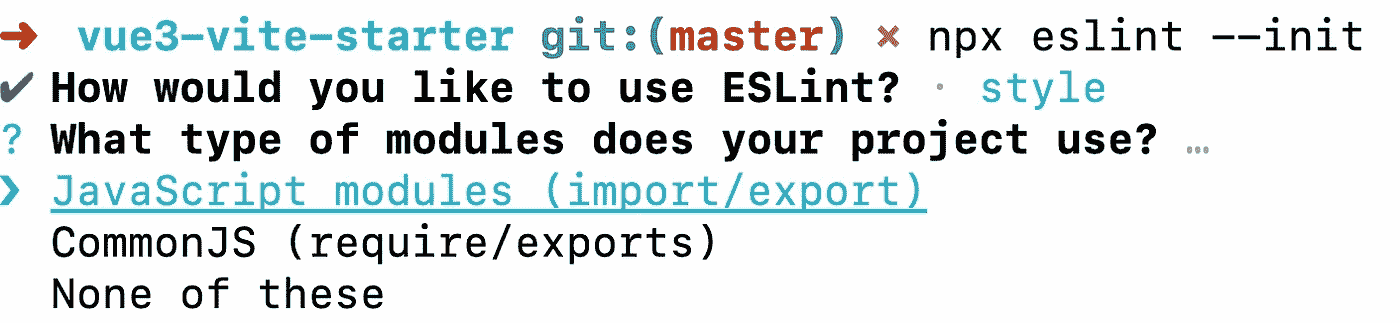 ➜ vue3-vite-starter git:(master) ✗ npx eslint --init
✔ How would you like to use ESLint? · style
? What type of modules does your project use? …
❯ JavaScript modules (import/export)
CommonJS (require/exports)
None of these